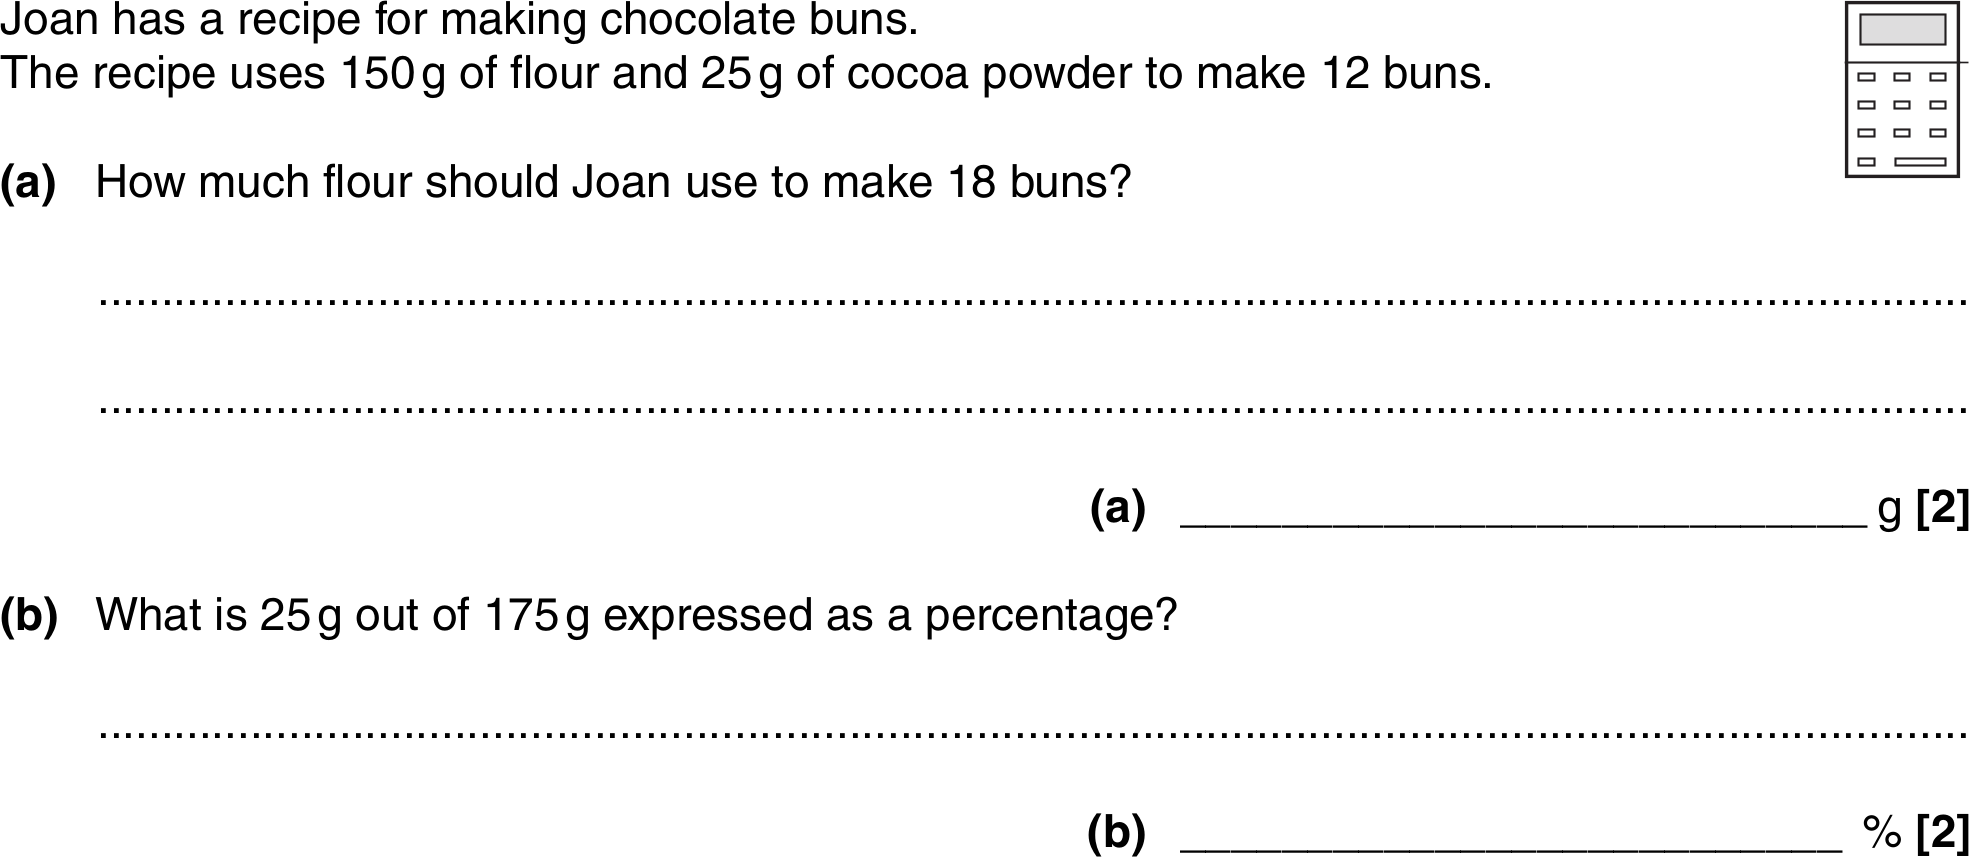 Joan has a recipe for making chocolate buns.
The recipe uses 150 g of flour and 25 g of cocoa powder to make 12 buns.
(a) How much flour should Joan use to make 18 buns?
(a) ______________________________ g [2]
(b) What is 25 g out of 175 g expressed as a percentage?
(b) ______________________________ % [2]